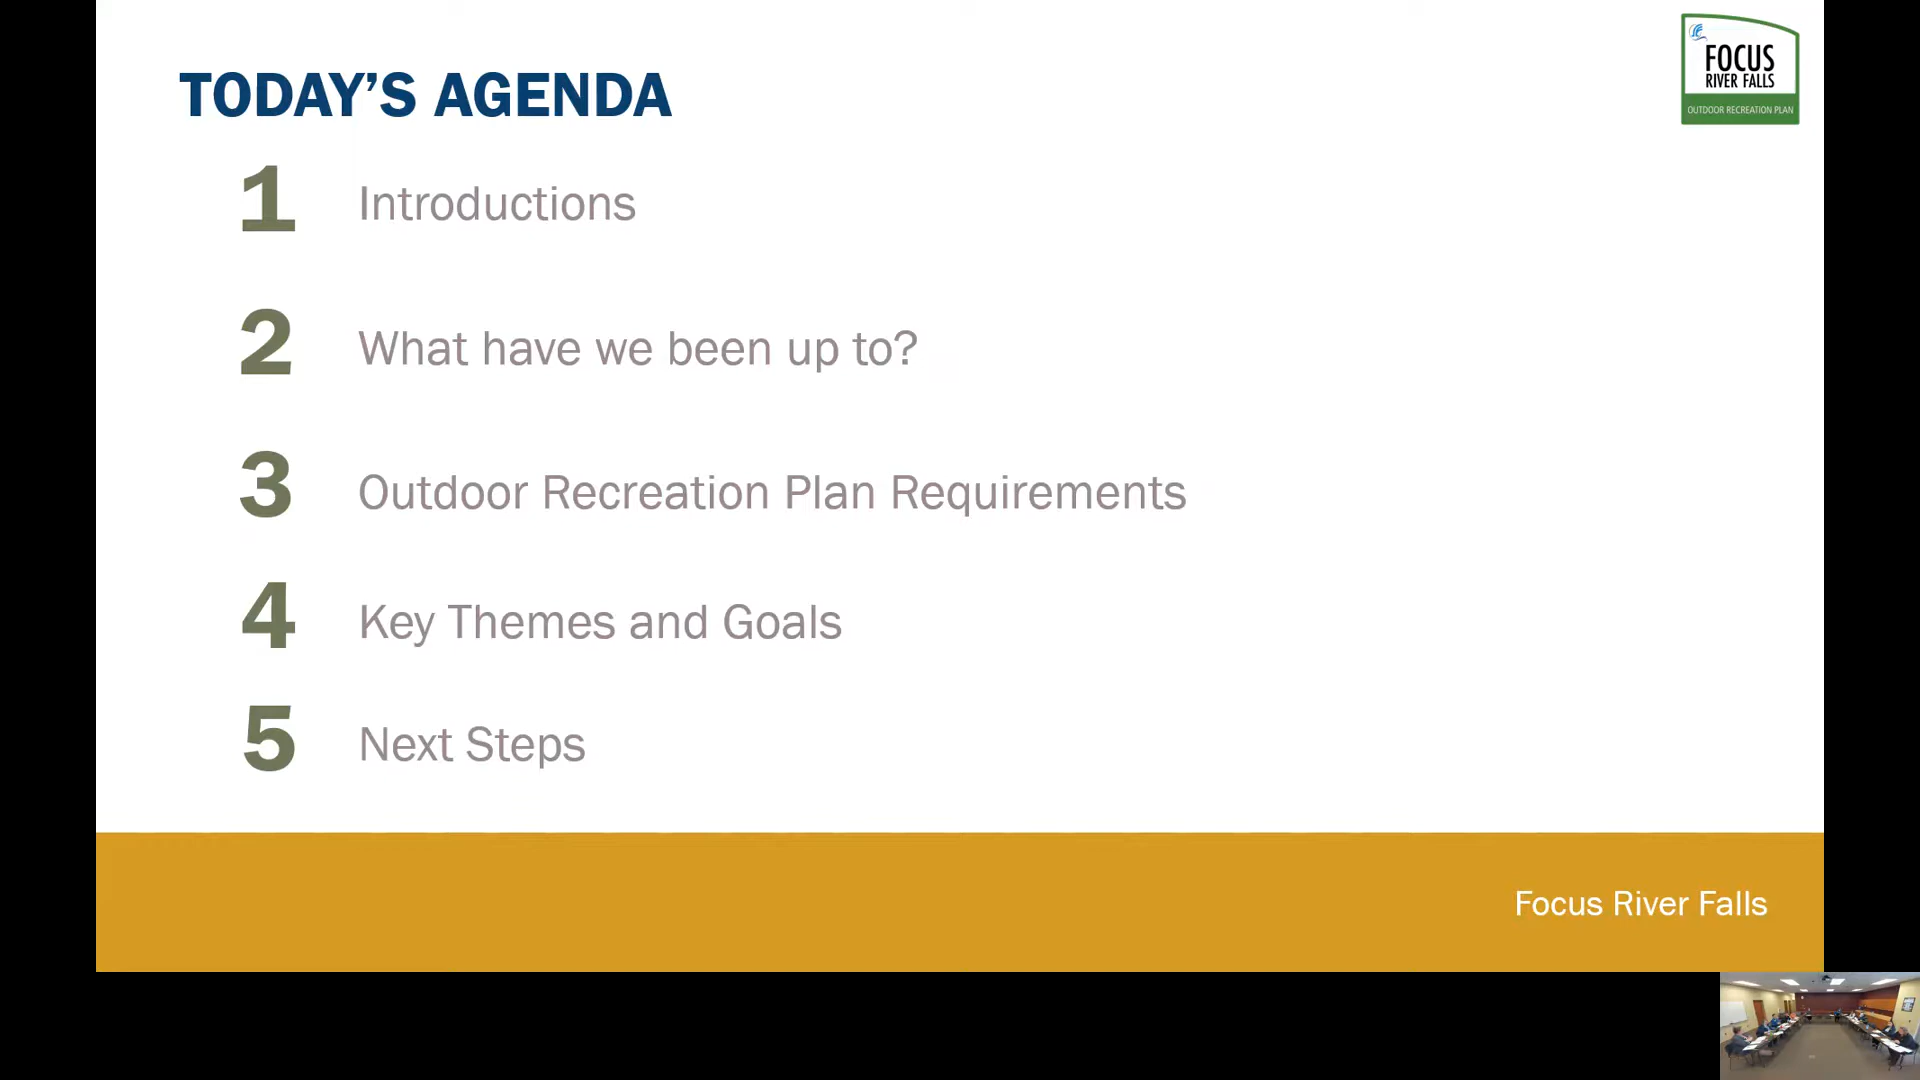 TODAY’S AGENDA
FOCUS
RIVER FALLS
OUTDOOR RECREATION PLAN
1 Introductions
2 What have we been up to?
3 Outdoor Recreation Plan Requirements
4 Key Themes and Goals
5 Next Steps
Focus River Falls